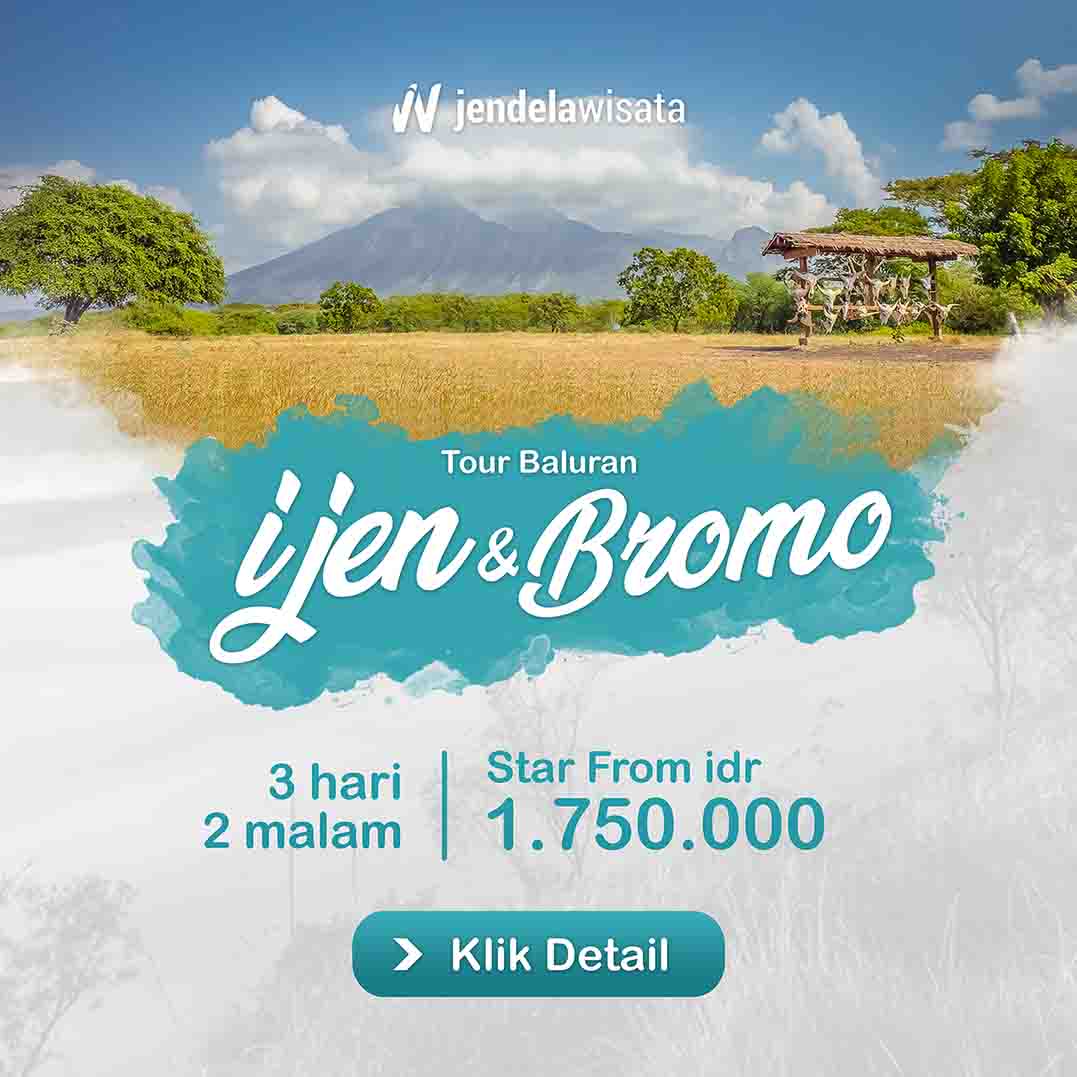 jendelawisata
Tour Baluran
ijen & Bromo
3 hari
2 malam
Star From idr
1.750.000
Klik Detail